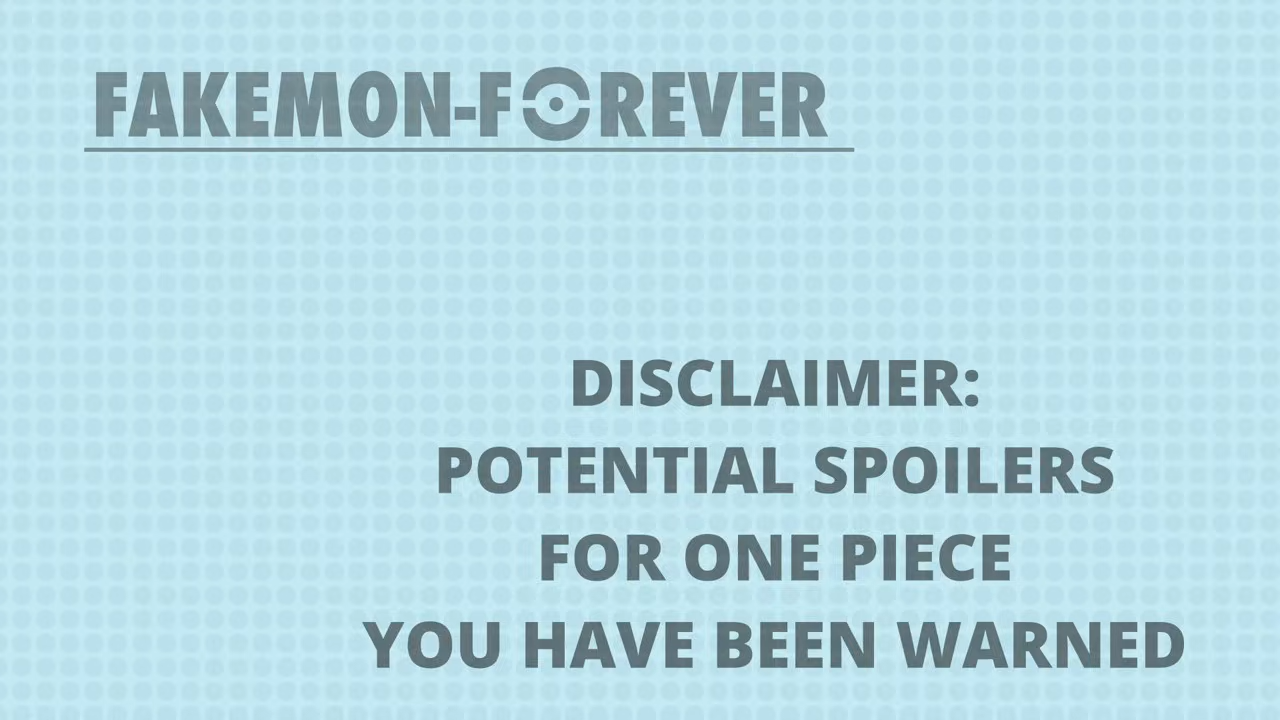 FAKEMON-FOREVER
DISCLAIMER:
POTENTIAL SPOILERS
FOR ONE PIECE
YOU HAVE BEEN WARNED